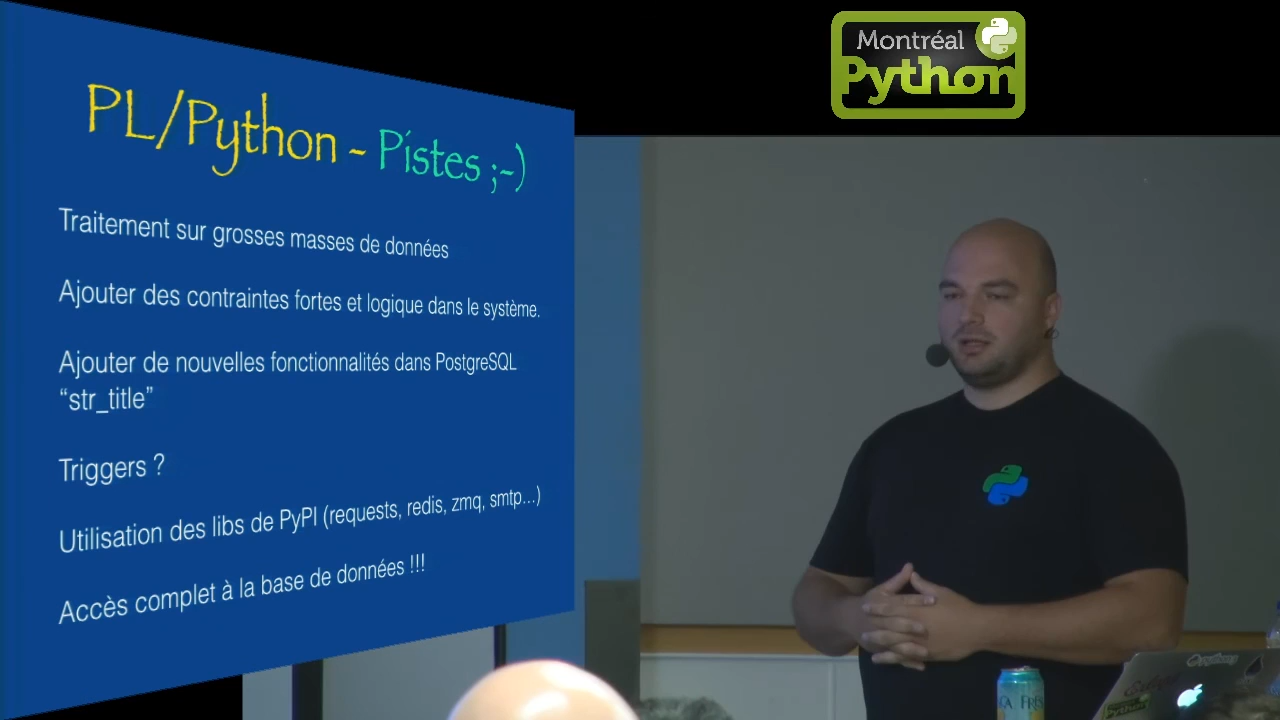 Montréal
Python
PL/Python - Pistes ;-)
Traitement sur grosses masses de données
Ajouter des contraintes fortes et logique dans le système.
Ajouter de nouvelles fonctionnalités dans PostgreSQL
“str_title”
Triggers ?
Utilisation des libs de PyPI (requests, redis, zmq, smtp...)
Accès complet à la base de données !!!
Python